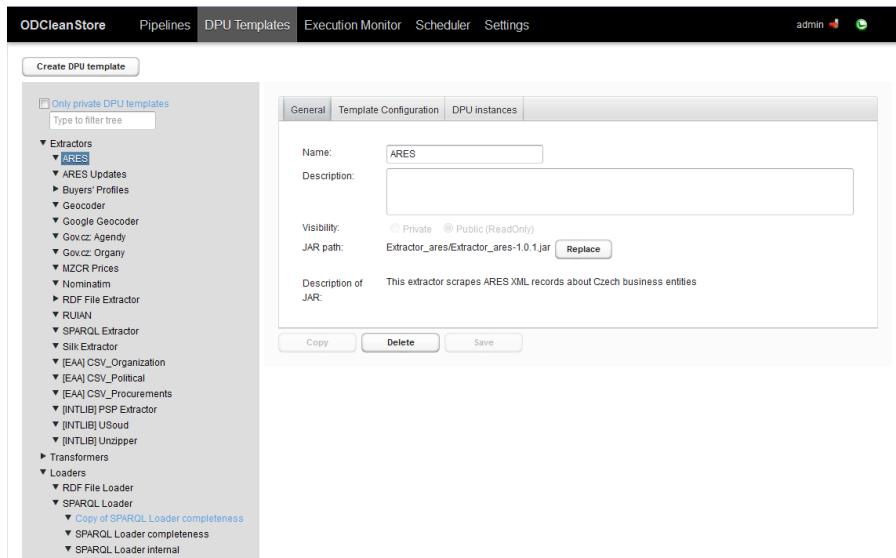 ODCleanStore Pipelines DPU Templates Execution Monitor Scheduler Settings admin
Create DPU template
Only private DPU templates
Type to filter tree
Extractors
ARES
ARES Updates
Buyers' Profiles
Geocoder
Google Geocoder
Gov.cz: Agendy
Gov.cz: Organy
MZCR Prices
Nominatim
RDF File Extractor
RUIAN
SPARQL Extractor
Silk Extractor
[EAA] CSV_Organization
[EAA] CSV_Political
[EAA] CSV_Procurements
[INTLIB] PSP Extractor
[INTLIB] USoud
[INTLIB] Unzipper
Transformers
Loaders
RDF File Loader
SPARQL Loader
Copy of SPARQL Loader completeness
SPARQL Loader completeness
SPARQL Loader internal
General Template Configuration DPU instances
Name: ARES
Description:
Visibility: Private Public (ReadOnly)
JAR path: Extractor_ares/Extractor_ares-1.0.1.jar Replace
Description of This extractor scrapes ARES XML records about Czech business entities
JAR:
Copy Delete Save